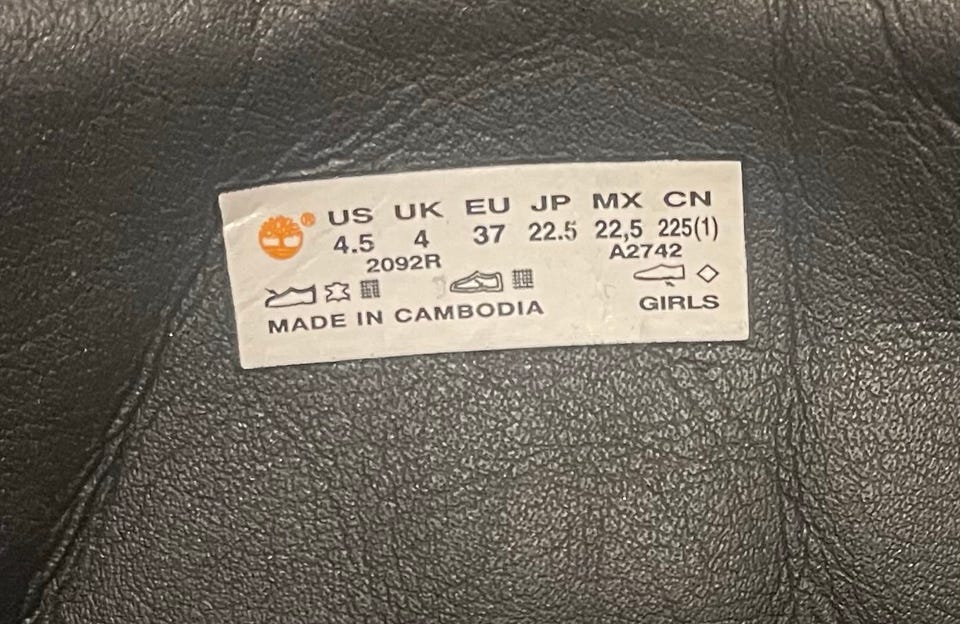 ® US UK EU JP MX CN
4.5 4 37 22.5 22,5 225(1)
2092R A2742
MADE IN CAMBODIA GIRLS